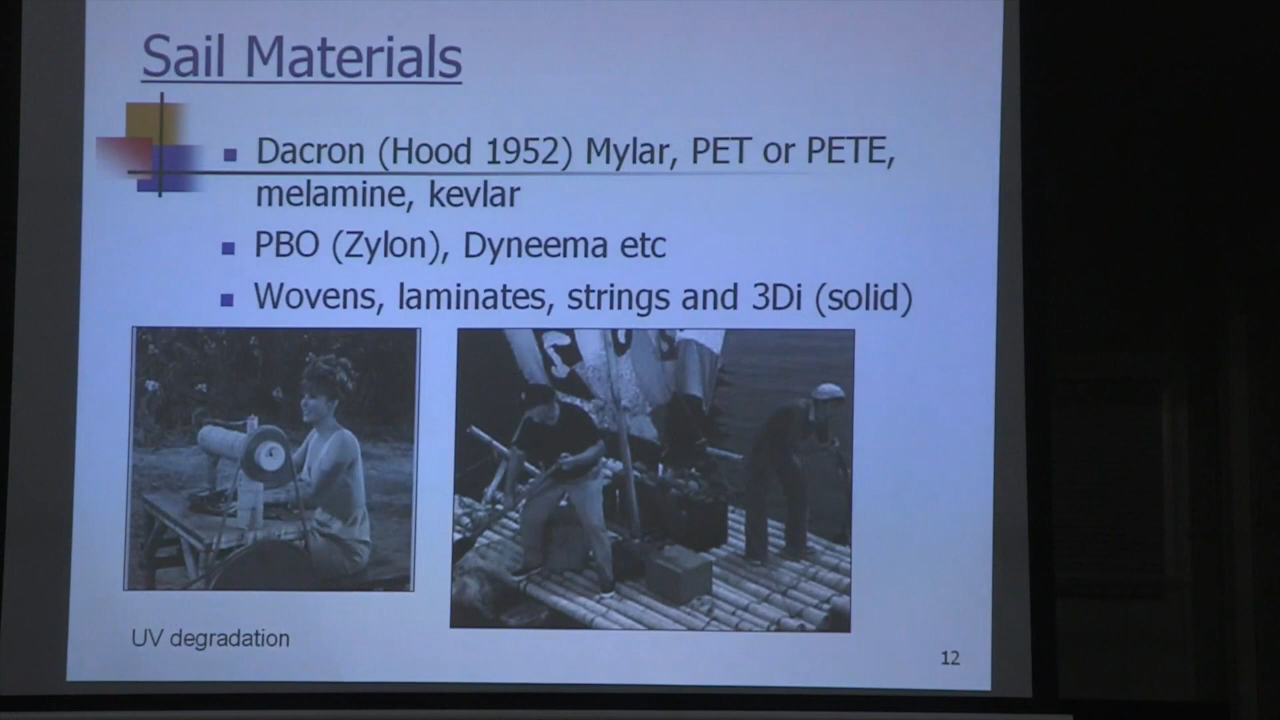 Sail Materials
Dacron (Hood 1952) Mylar, PET or PETE,
melamine, kevlar
PBO (Zylon), Dyneema etc
Wovens, laminates, strings and 3Di (solid)
UV degradation
12